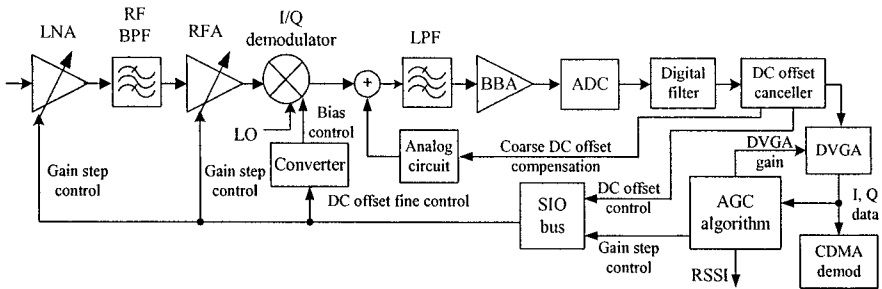 LNA
RF
BPF
RFA
I/Q
demodulator
LPF
BBA
ADC
Digital
filter
DC offset
canceller
LO
Bias
control
Converter
Analog
circuit
Coarse DC offset
compensation
DVGA
gain
DVGA
Gain step
control
Gain step
control
DC offset fine control
SIO
bus
DC offset
control
Gain step
control
AGC
algorithm
I, Q
data
CDMA
demod
RSSI